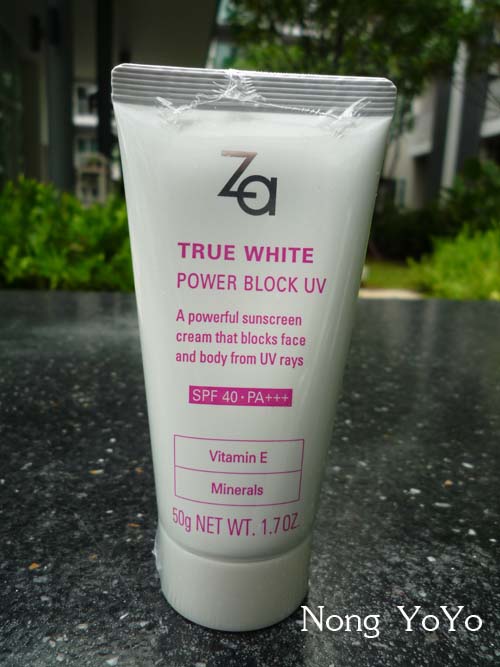 Za
TRUE WHITE
POWER BLOCK UV
A powerful sunscreen
cream that blocks face
and body from UV rays
SPF 40·PA+++
Vitamin E
Minerals
50g NET WT. 1.7 OZ.
Nong YoYo